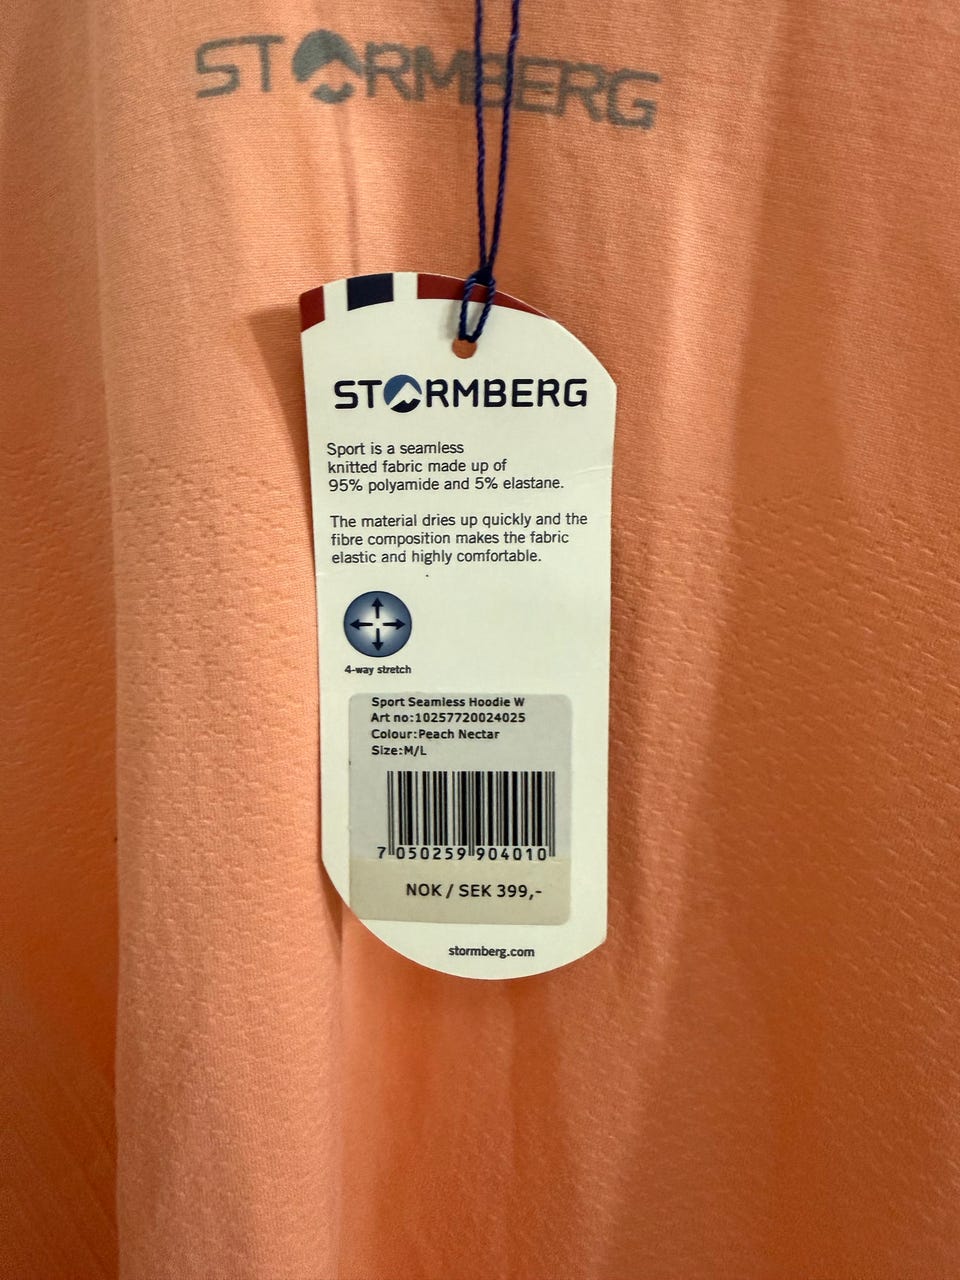 STORMBERG
STORMBERG
Sport is a seamless
knitted fabric made up of
95% polyamide and 5% elastane.
The material dries up quickly and the
fibre composition makes the fabric
elastic and highly comfortable.
4-way stretch
Sport Seamless Hoodie W
Art no:10257720024025
Colour:Peach Nectar
Size:M/L
7 050259 904010
NOK / SEK 399,-
stormberg.com